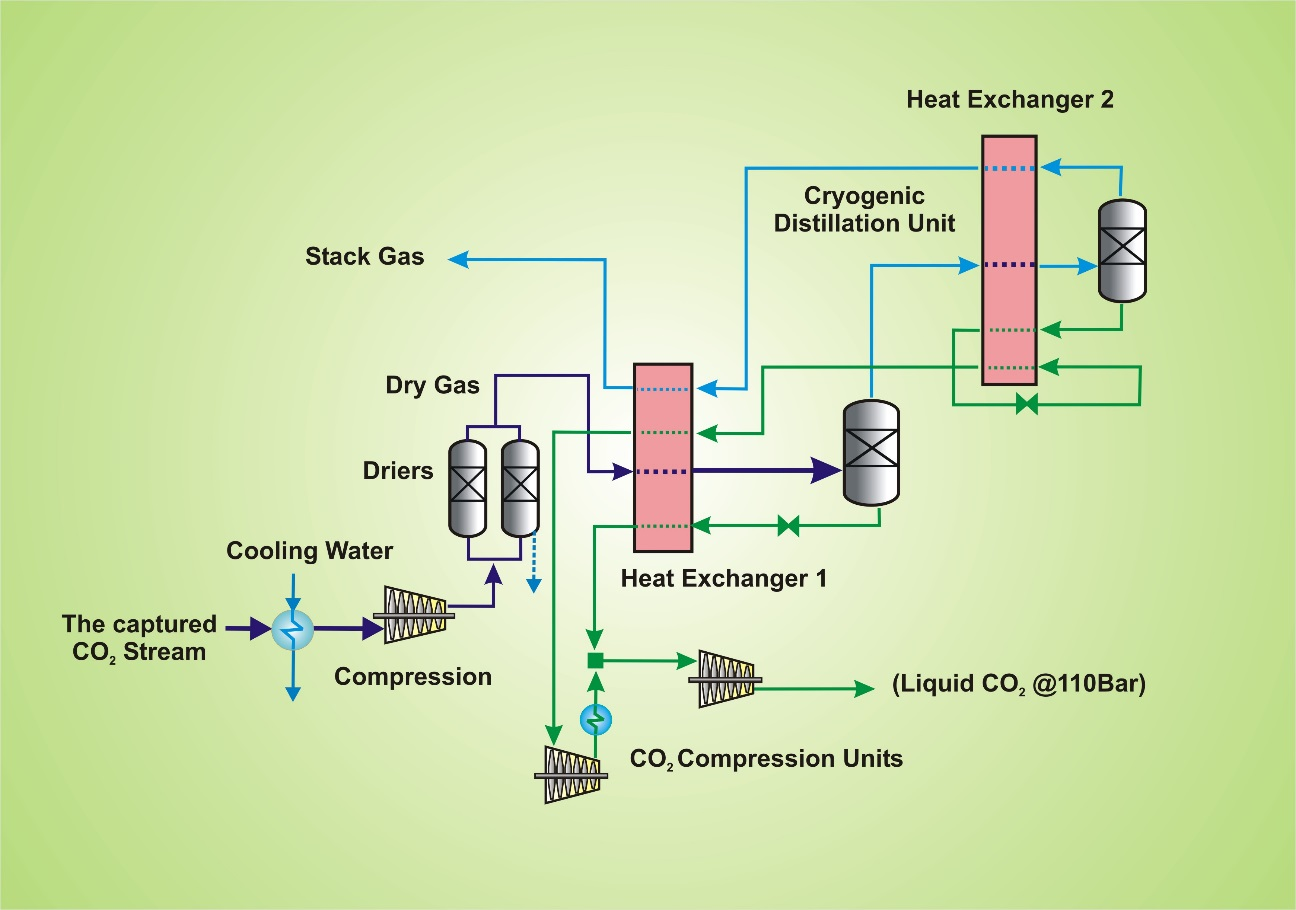 Heat Exchanger 2
Cryogenic
Distillation Unit
Stack Gas
Dry Gas
Driers
Cooling Water
Heat Exchanger 1
The captured
CO₂ Stream
Compression
(Liquid CO₂ @110Bar)
CO₂ Compression Units